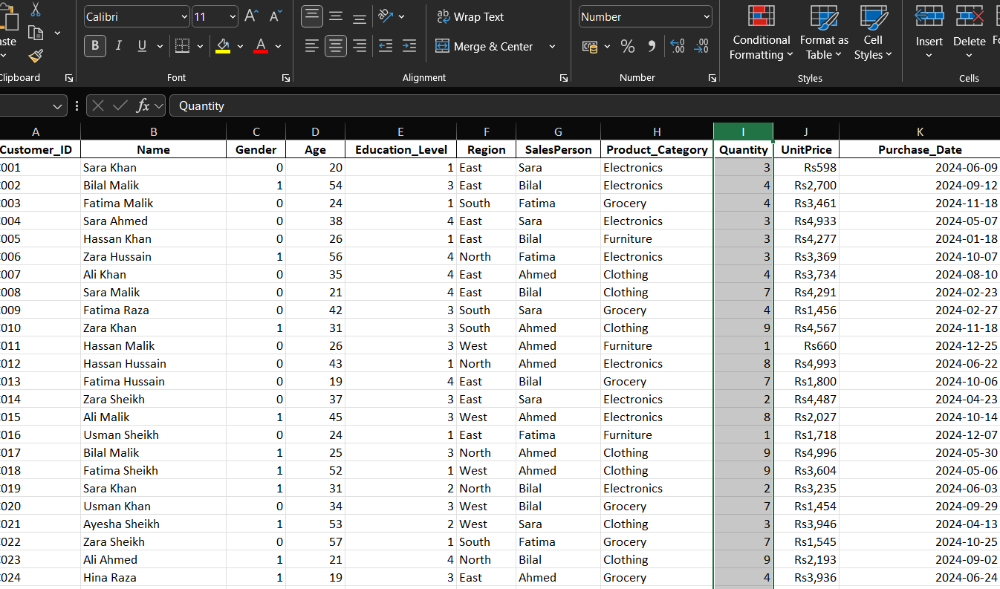 Calibri 11 Wrap Text Number
Merge & Center
B I U A % Conditional Formatting Format as Table Cell Styles Insert Delete
Clipboard Font Alignment Number Styles Cells
fx Quantity
A B C D E F G H I J K
Customer_ID Name Gender Age Education_Level Region SalesPerson Product_Category Quantity UnitPrice Purchase_Date
001 Sara Khan 0 20 1 East Sara Electronics 3 Rs598 2024-06-09
002 Bilal Malik 1 54 3 East Bilal Electronics 4 Rs2,700 2024-09-12
003 Fatima Malik 0 24 1 South Fatima Grocery 4 Rs3,461 2024-11-18
004 Sara Ahmed 0 38 4 East Sara Electronics 3 Rs4,933 2024-05-07
005 Hassan Khan 0 26 1 East Bilal Furniture 3 Rs4,277 2024-01-18
006 Zara Hussain 1 56 4 North Fatima Electronics 3 Rs3,369 2024-10-07
007 Ali Khan 0 35 4 East Ahmed Clothing 4 Rs3,734 2024-08-10
008 Sara Malik 0 21 4 East Bilal Clothing 7 Rs4,291 2024-02-23
009 Fatima Raza 0 42 3 South Sara Grocery 4 Rs1,456 2024-02-27
010 Zara Khan 1 31 3 South Ahmed Clothing 9 Rs4,567 2024-11-18
011 Hassan Malik 0 26 3 West Ahmed Furniture 1 Rs660 2024-12-25
012 Hassan Hussain 0 43 1 North Ahmed Electronics 8 Rs4,993 2024-06-22
013 Fatima Hussain 0 19 4 East Bilal Grocery 7 Rs1,800 2024-10-06
014 Zara Sheikh 0 37 3 East Sara Electronics 2 Rs4,487 2024-04-23
015 Ali Malik 1 45 3 West Ahmed Electronics 8 Rs2,027 2024-10-14
016 Usman Sheikh 0 24 1 East Fatima Furniture 1 Rs1,718 2024-12-07
017 Bilal Malik 1 25 3 North Ahmed Clothing 9 Rs4,996 2024-05-30
018 Fatima Sheikh 1 52 1 West Ahmed Clothing 9 Rs3,604 2024-05-06
019 Sara Khan 1 31 2 North Bilal Electronics 2 Rs3,235 2024-06-03
020 Usman Khan 0 34 3 West Bilal Grocery 7 Rs1,454 2024-09-29
021 Ayesha Sheikh 1 53 2 West Sara Clothing 3 Rs3,946 2024-04-13
022 Zara Sheikh 0 57 1 South Fatima Grocery 7 Rs1,545 2024-10-25
023 Ali Ahmed 1 21 4 North Bilal Clothing 9 Rs2,193 2024-09-02
024 Hina Raza 1 19 3 East Ahmed Grocery 4 Rs3,936 2024-06-24